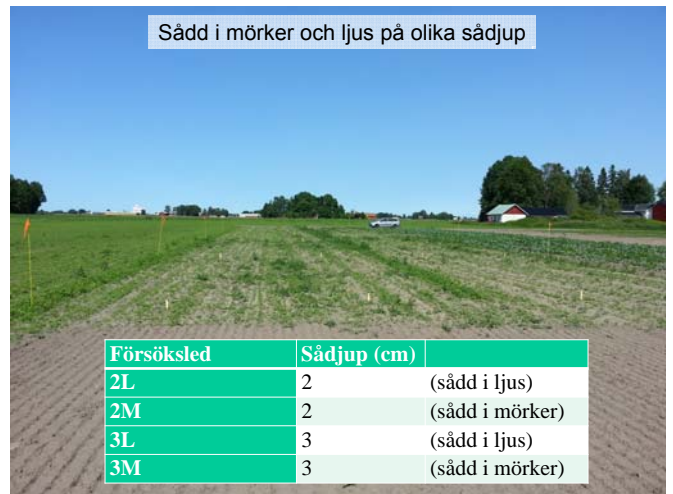 Sådd i mörker och ljus på olika sådjup
Försöksled Sådjup (cm)
2L 2 (sådd i ljus)
2M 2 (sådd i mörker)
3L 3 (sådd i ljus)
3M 3 (sådd i mörker)